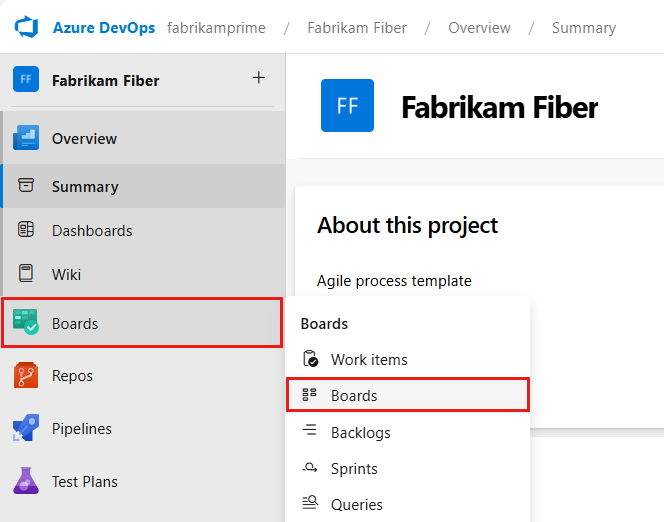 Azure DevOps fabrikamprime / Fabrikam Fiber / Overview / Summary
FF Fabrikam Fiber +
Overview
Summary
Dashboards
Wiki
Boards
Repos
Pipelines
Test Plans
FF Fabrikam Fiber
About this project
Agile process template
Boards
Work items
Boards
Backlogs
Sprints
Queries